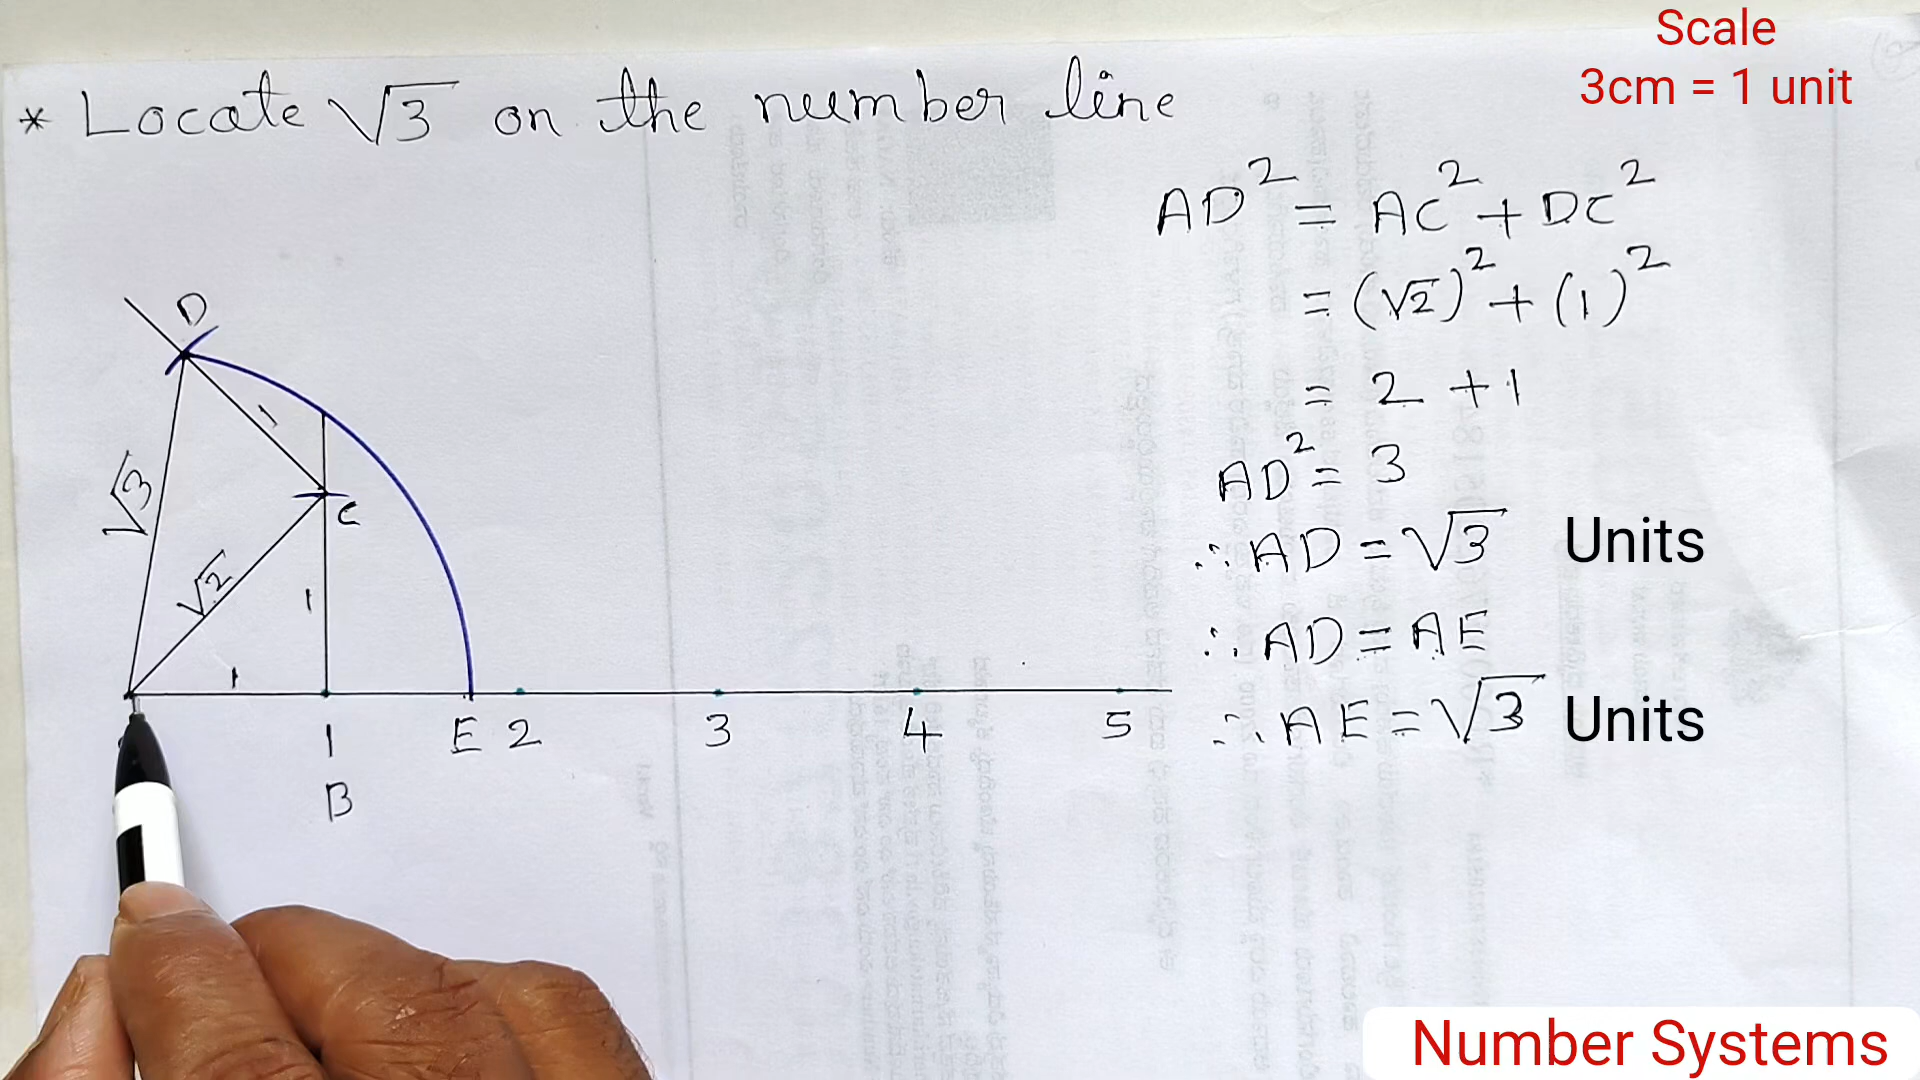 Scale
3cm = 1 unit
* Locate √3 on the number line
AD² = AC² + DC²
= (√2)² + (1)²
= 2 + 1
AD² = 3
∴ AD = √3 Units
∴ AD = AE
∴ AE = √3 Units
D
1
√3
C
√2
1
1
1 E 2 3 4 5
B
Number Systems